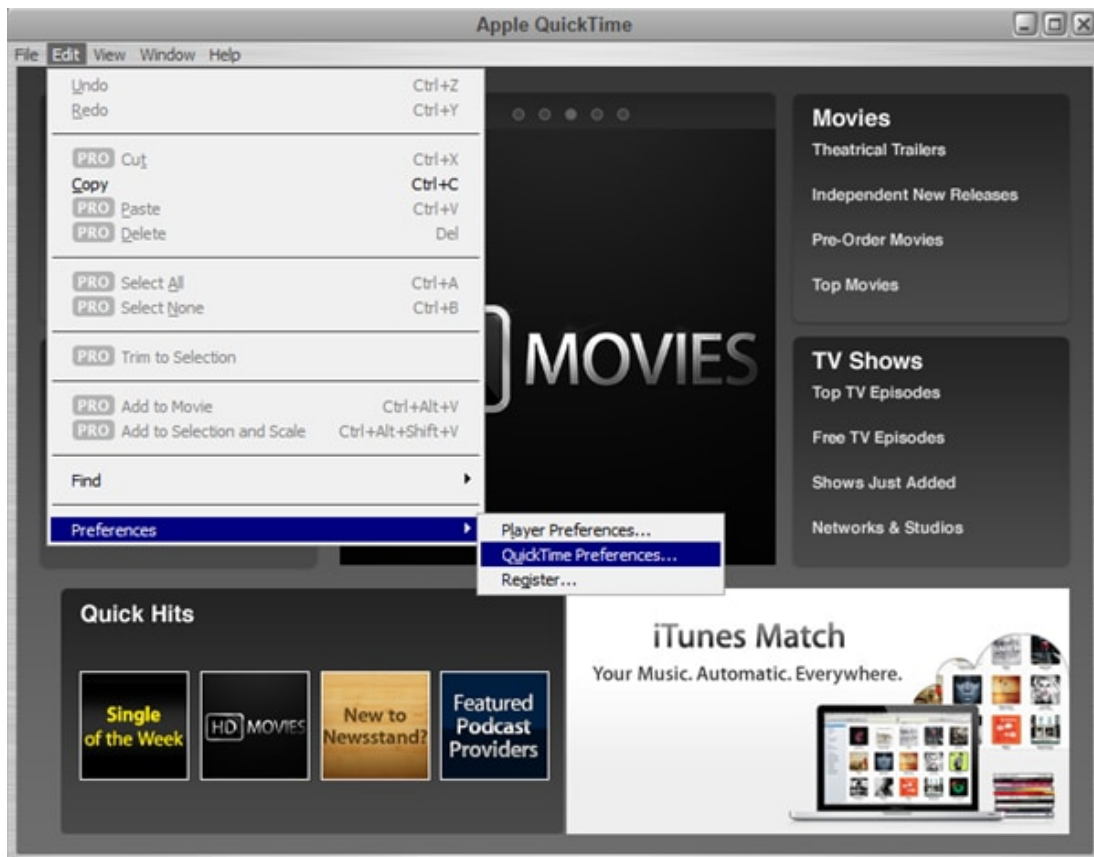 Apple QuickTime
File Edit View Window Help
Undo Ctrl+Z
Redo Ctrl+Y
PRO Cut Ctrl+X
Copy Ctrl+C
PRO Paste Ctrl+V
PRO Delete Del
PRO Select All Ctrl+A
PRO Select None Ctrl+B
PRO Trim to Selection
PRO Add to Movie Ctrl+Alt+V
PRO Add to Selection and Scale Ctrl+Alt+Shift+V
Find
Preferences
Player Preferences...
QuickTime Preferences...
Register...
MOVIES
Movies
Theatrical Trailers
Independent New Releases
Pre-Order Movies
Top Movies
TV Shows
Top TV Episodes
Free TV Episodes
Shows Just Added
Networks & Studios
Quick Hits
Single
of the Week
HD MOVIES
New to
Newsstand?
Featured
Podcast
Providers
iTunes Match
Your Music. Automatic. Everywhere.